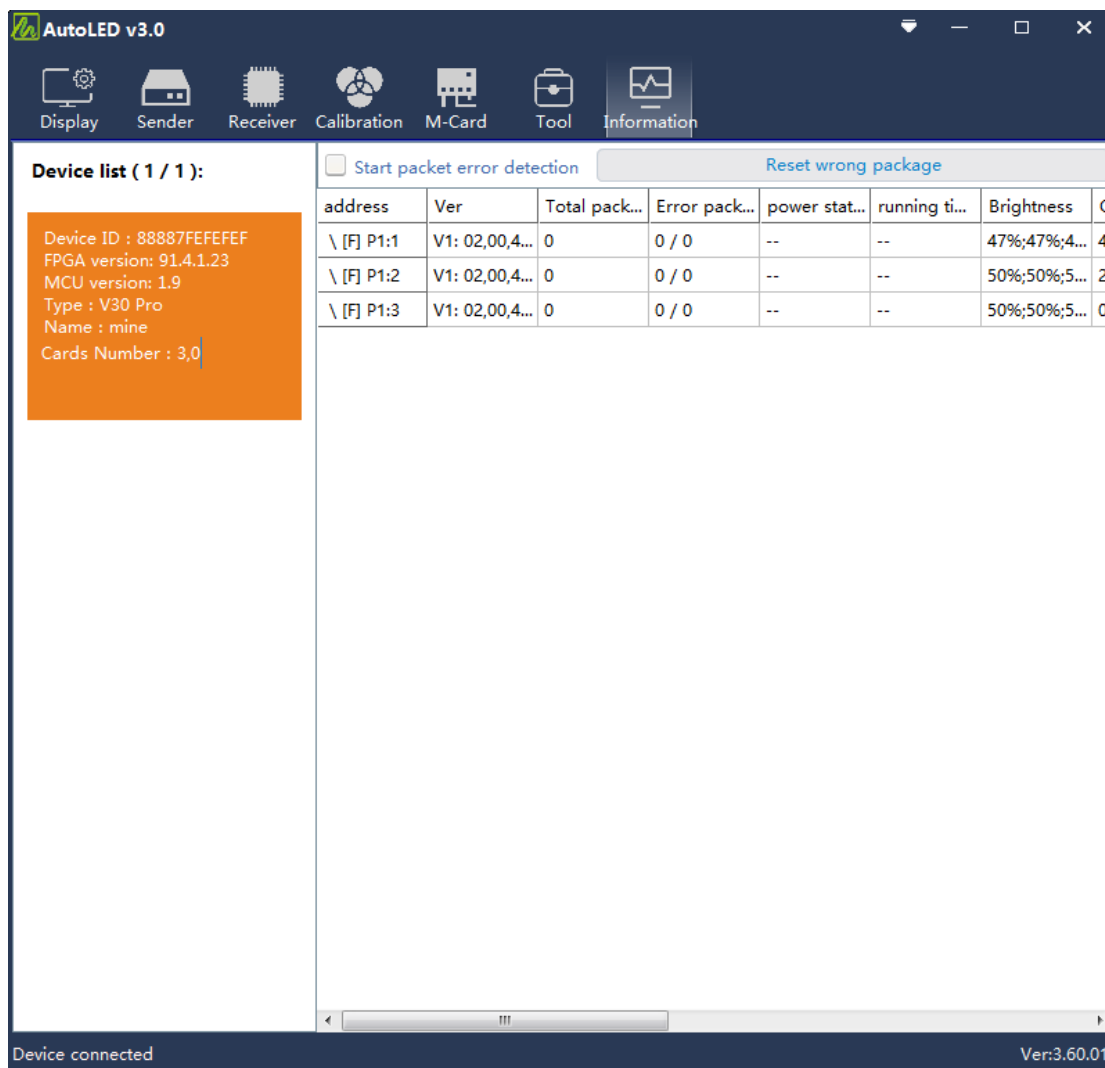 AutoLED v3.0
Display Sender Receiver Calibration M-Card Tool Information
Device list ( 1 / 1 ):
Device ID : 88887FEFEFEF
FPGA version: 91.4.1.23
MCU version: 1.9
Type : V30 Pro
Name : mine
Cards Number : 3,0
Start packet error detection Reset wrong package
address Ver Total pack... Error pack... power stat... running ti... Brightness
\ [F] P1:1 V1: 02,00,4... 0 0 / 0 -- -- 47%;47%;4... 4
\ [F] P1:2 V1: 02,00,4... 0 0 / 0 -- -- 50%;50%;5... 2
\ [F] P1:3 V1: 02,00,4... 0 0 / 0 -- -- 50%;50%;5... 0
Device connected Ver:3.60.01